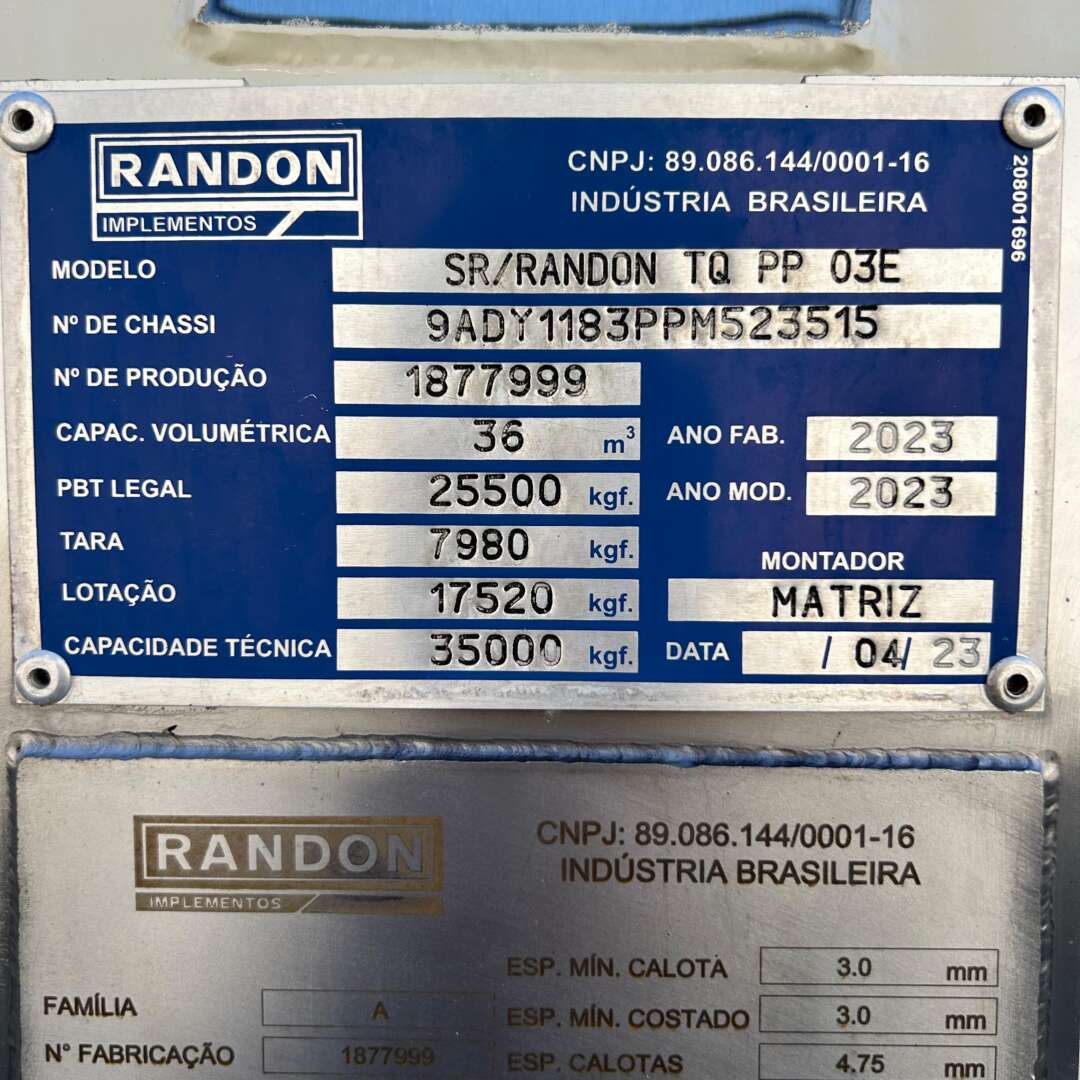 RANDON
IMPLEMENTOS
CNPJ: 89.086.144/0001-16
INDÚSTRIA BRASILEIRA
2080001696
MODELO SR/RANDON TQ PP 03E
Nº DE CHASSI 9ADY1183PPM523515
Nº DE PRODUÇÃO 1877999
CAPAC. VOLUMÉTRICA 36 m³ ANO FAB. 2023
PBT LEGAL 25500 kgf. ANO MOD. 2023
TARA 7980 kgf.
MONTADOR
LOTAÇÃO 17520 kgf. MATRIZ
CAPACIDADE TÉCNICA 35000 kgf. DATA / 04/ 23
RANDON
IMPLEMENTOS
CNPJ: 89.086.144/0001-16
INDÚSTRIA BRASILEIRA
ESP. MÍN. CALOTA 3.0 mm
FAMÍLIA A
ESP. MÍN. COSTADO 3.0 mm
N° FABRICAÇÃO 1877999
ESP. CALOTAS 4.75 mm